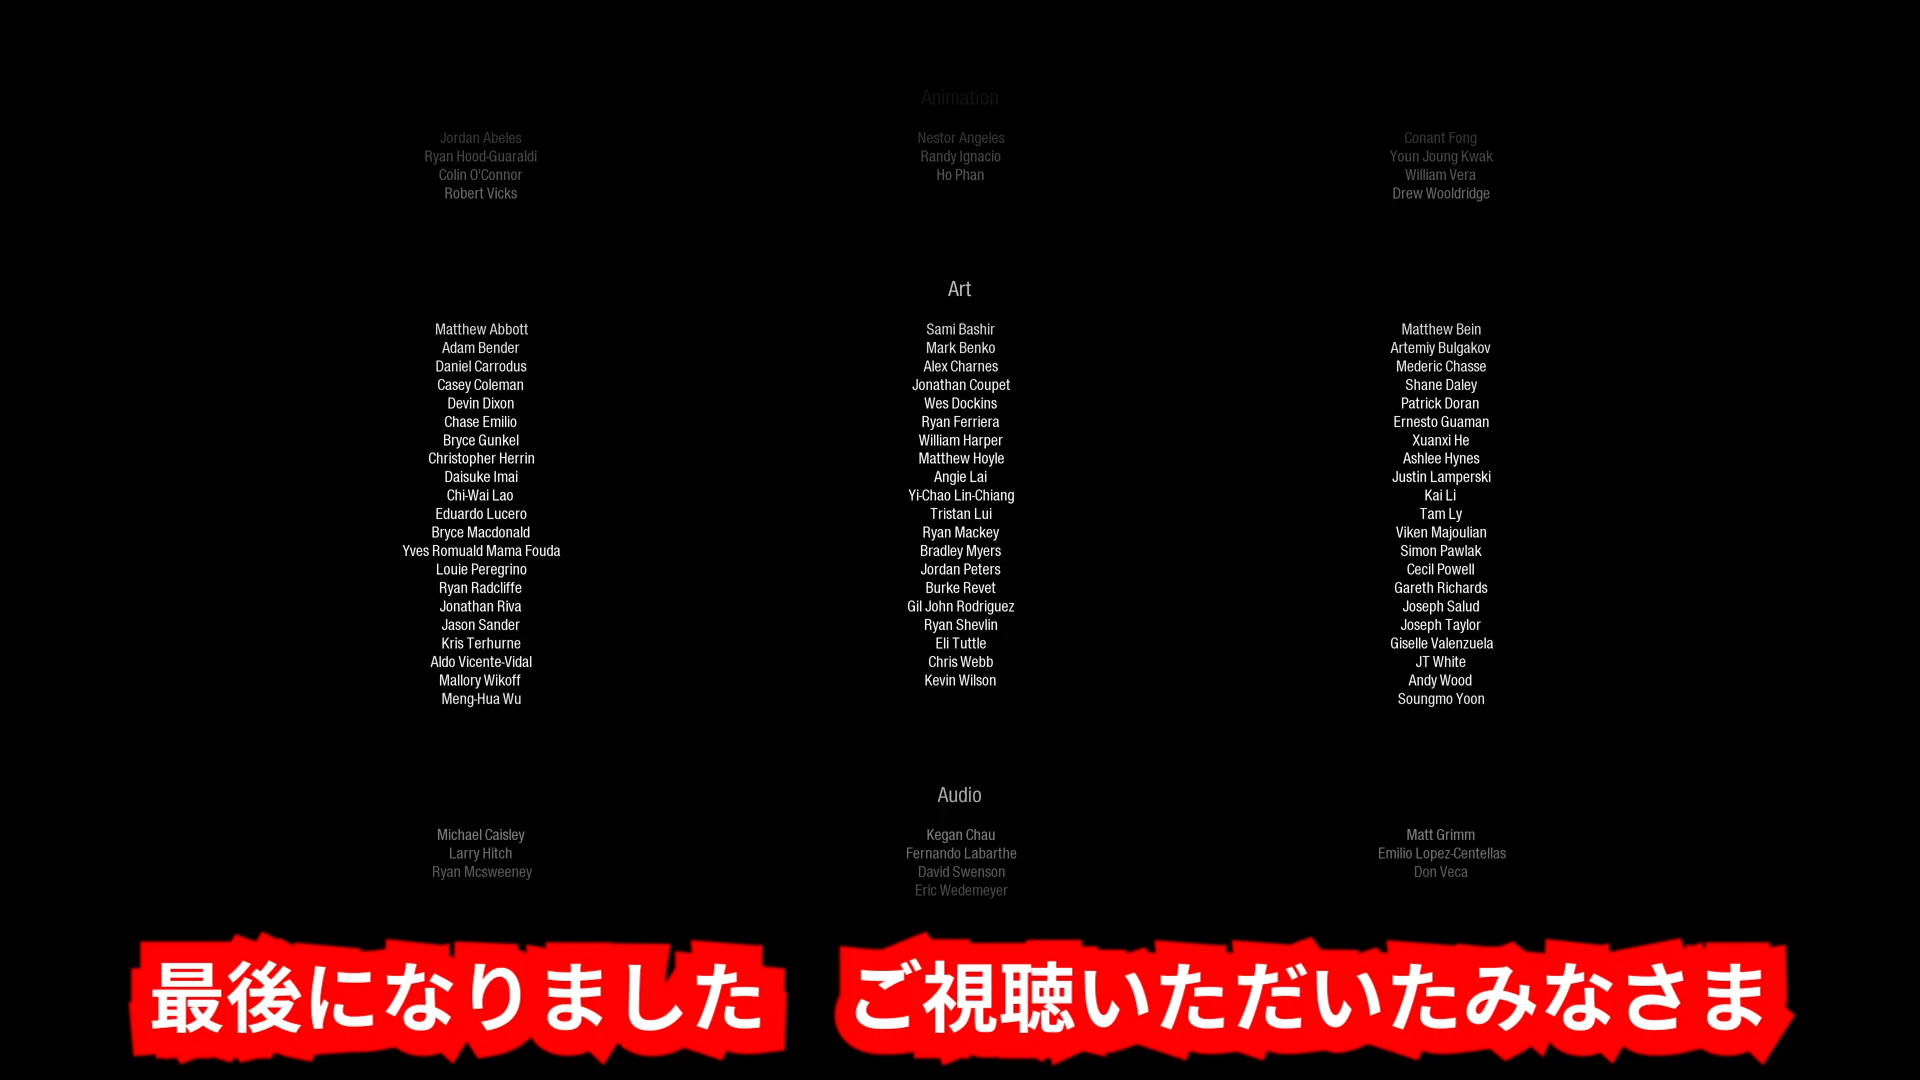 Animation
Jordan Abeles
Ryan Hood-Guaraldi
Colin O'Connor
Robert Vicks
Nestor Angeles
Randy Ignacio
Ho Phan
Conant Fong
Youn Joung Kwak
William Vera
Drew Wooldridge
Art
Matthew Abbott
Adam Bender
Daniel Carrodus
Casey Coleman
Devin Dixon
Chase Emilio
Bryce Gunkel
Christopher Herrin
Daisuke Imai
Chi-Wai Lao
Eduardo Lucero
Bryce Macdonald
Yves Romuald Mama Fouda
Louie Peregrino
Ryan Radcliffe
Jonathan Riva
Jason Sander
Kris Terhurne
Aldo Vicente-Vidal
Mallory Wikoff
Meng-Hua Wu
Sami Bashir
Mark Benko
Alex Charnes
Jonathan Coupet
Wes Dockins
Ryan Ferriera
William Harper
Matthew Hoyle
Angie Lai
Yi-Chao Lin-Chiang
Tristan Lui
Ryan Mackey
Bradley Myers
Jordan Peters
Burke Revet
Gil John Rodriguez
Ryan Shevlin
Eli Tuttle
Chris Webb
Kevin Wilson
Matthew Bein
Artemiy Bulgakov
Mederic Chasse
Shane Daley
Patrick Doran
Ernesto Guaman
Xuanxi He
Ashlee Hynes
Justin Lamperski
Kai Li
Tam Ly
Viken Majoulian
Simon Pawlak
Cecil Powell
Gareth Richards
Joseph Salud
Joseph Taylor
Giselle Valenzuela
JT White
Andy Wood
Soungmo Yoon
Audio
Michael Caisley
Larry Hitch
Ryan Mcsweeney
Kegan Chau
Fernando Labarthe
David Swenson
Eric Wedemeyer
Matt Grimm
Emilio Lopez-Centellas
Don Veca
最後になりました ご視聴いただいたみなさま